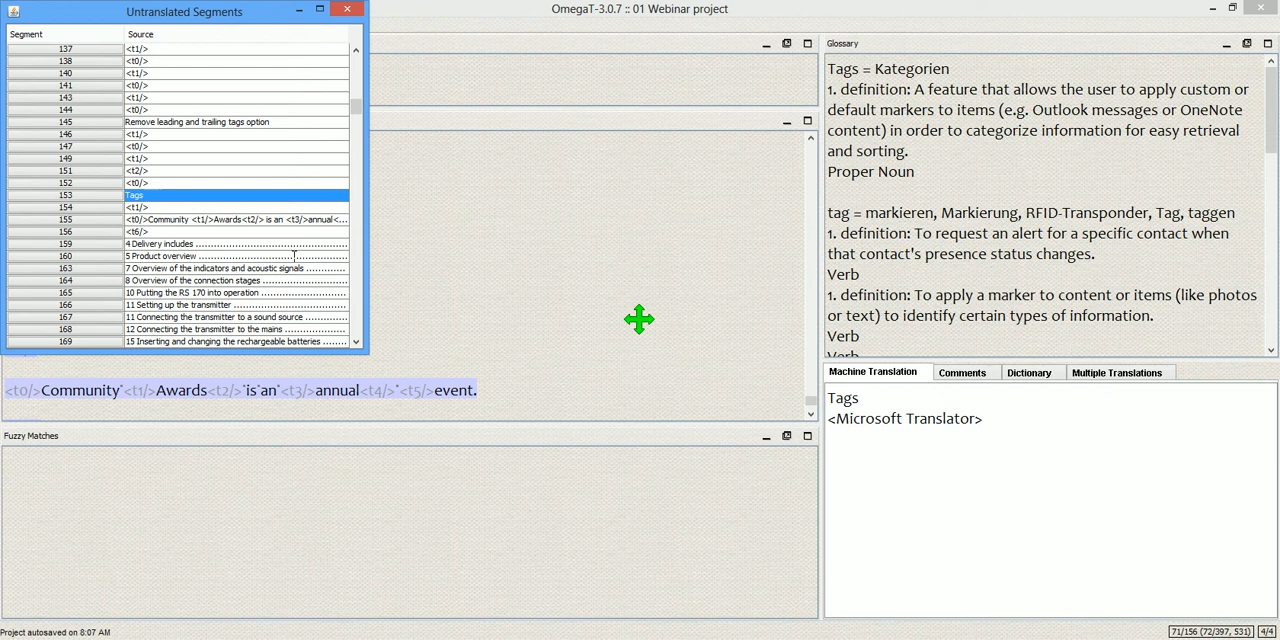 Untranslated Segments
OmegaT-3.0.7 :: 01 Webinar project
Segment Source
137 <t1/>
138 <t0/>
140 <t1/>
141 <t0/>
143 <t1/>
144 <t0/>
145 Remove leading and trailing tags option
146 <t1/>
147 <t0/>
149 <t1/>
151 <t2/>
152 <t0/>
153 Tags
154 <t1/>
155 <t0/>Community <t1/>Awards<t2/> is an <t3/>annual<...
156 <t6/>
159 4 Delivery includes ......................................
160 5 Product overview ......................................
163 7 Overview of the indicators and acoustic signals ............
164 8 Overview of the connection stages .......................
165 10 Putting the RS 170 into operation .......................
166 11 Setting up the transmitter .............................
167 11 Connecting the transmitter to a sound source .............
168 12 Connecting the transmitter to the mains .................
169 15 Inserting and changing the rechargeable batteries ........
<t0/>Community <t1/>Awards<t2/> is an <t3/>annual<t4/> <t5/>event.
Fuzzy Matches
Glossary
Tags = Kategorien
1. definition: A feature that allows the user to apply custom or
default markers to items (e.g. Outlook messages or OneNote
content) in order to categorize information for easy retrieval
and sorting.
Proper Noun
tag = markieren, Markierung, RFID-Transponder, Tag, taggen
1. definition: To request an alert for a specific contact when
that contact's presence status changes.
Verb
1. definition: To apply a marker to content or items (like photos
or text) to identify certain types of information.
Verb
Verb
Machine Translation Comments Dictionary Multiple Translations
Tags
<Microsoft Translator>
Project autosaved on 8:07 AM
71/156 (72/397, 531) 4/4